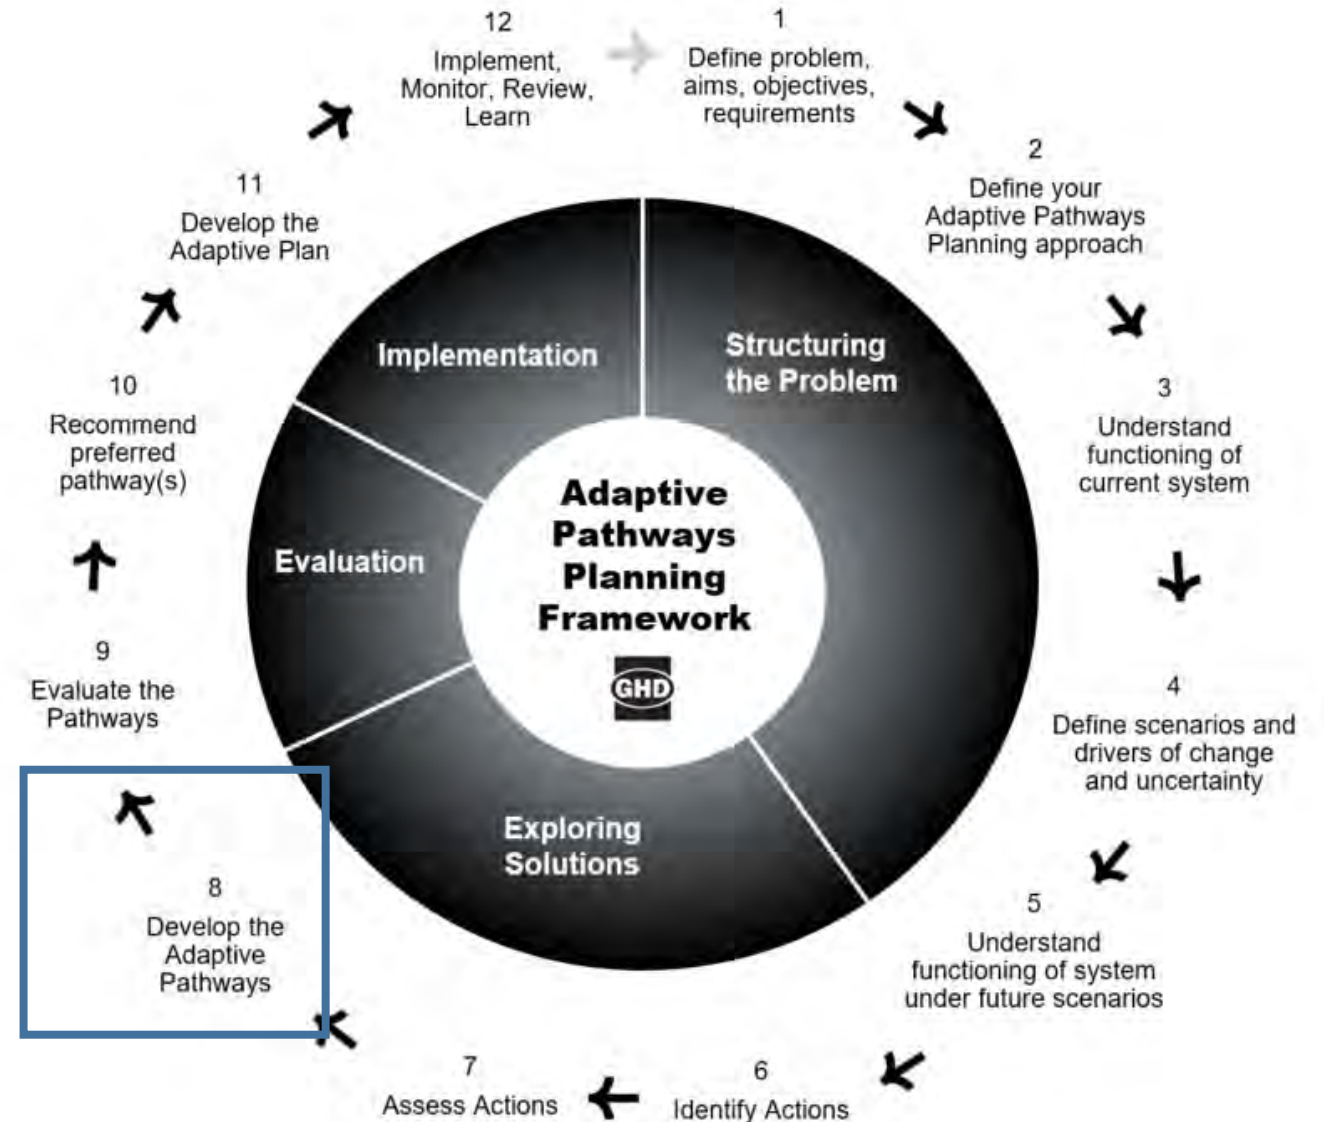 12
Implement,
Monitor, Review,
Learn
1
Define problem,
aims, objectives,
requirements
2
Define your
Adaptive Pathways
Planning approach
3
Understand
functioning of
current system
4
Define scenarios and
drivers of change
and uncertainty
5
Understand
functioning of system
under future scenarios
6
Identify Actions
7
Assess Actions
8
Develop the
Adaptive
Pathways
9
Evaluate the
Pathways
10
Recommend
preferred
pathway(s)
11
Develop the
Adaptive Plan
Implementation
Structuring
the Problem
Evaluation
Exploring
Solutions
Adaptive
Pathways
Planning
Framework
GHD